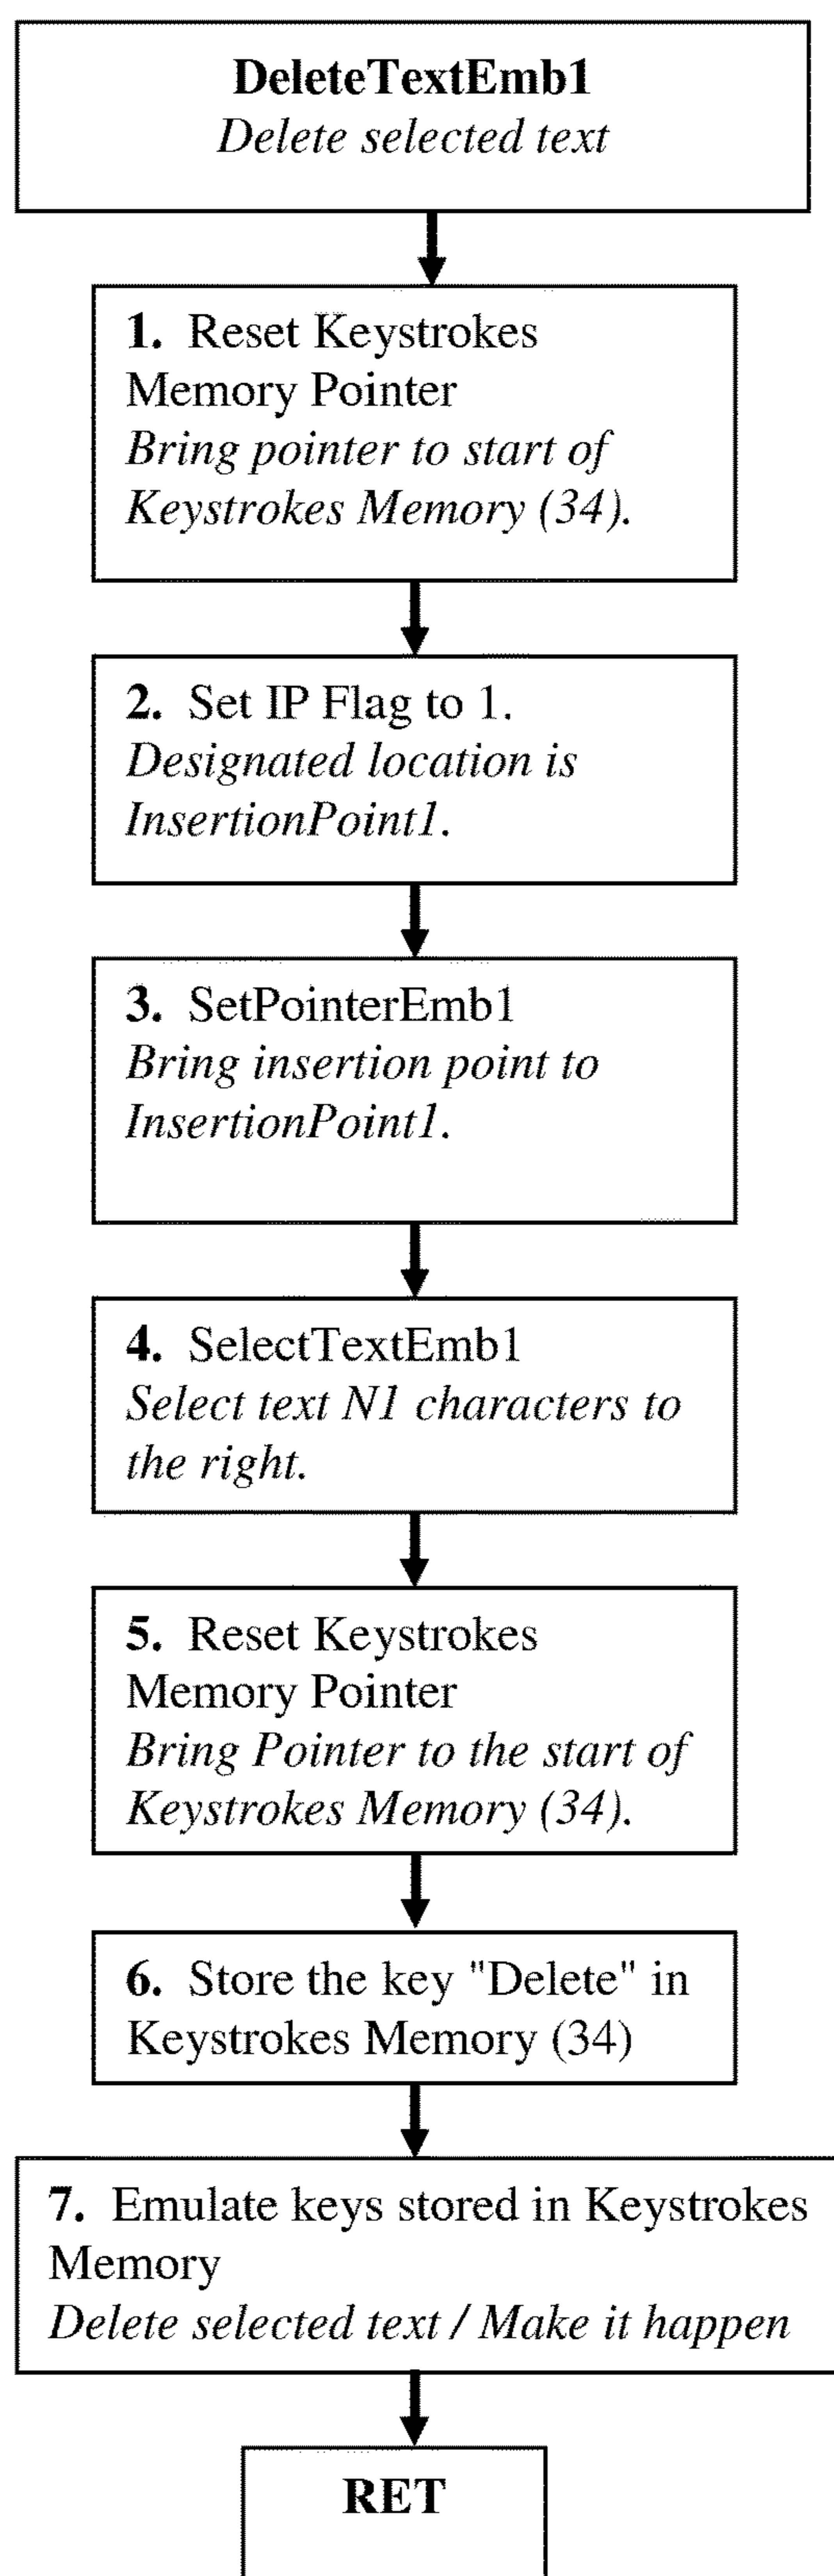 DeleteTextEmb1
Delete selected text
1. Reset Keystrokes
Memory Pointer
Bring pointer to start of
Keystrokes Memory (34).
2. Set IP Flag to 1.
Designated location is
InsertionPoint1.
3. SetPointerEmb1
Bring insertion point to
InsertionPoint1.
4. SelectTextEmb1
Select text N1 characters to
the right.
5. Reset Keystrokes
Memory Pointer
Bring Pointer to the start of
Keystrokes Memory (34).
6. Store the key "Delete" in
Keystrokes Memory (34)
7. Emulate keys stored in Keystrokes
Memory
Delete selected text / Make it happen
RET